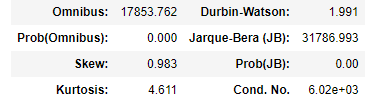 Omnibus: 17853.762 Durbin-Watson: 1.991
Prob(Omnibus): 0.000 Jarque-Bera (JB): 31786.993
Skew: 0.983 Prob(JB): 0.00
Kurtosis: 4.611 Cond. No. 6.02e+03